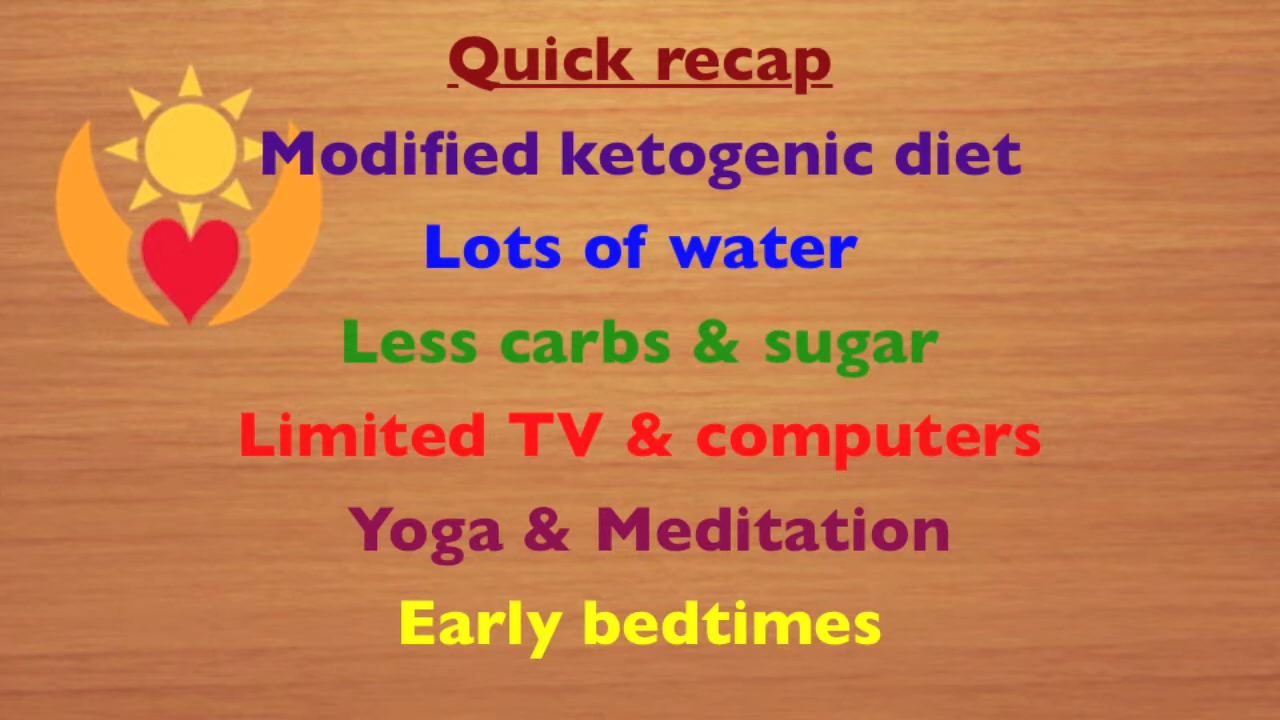 Quick recap
Modified ketogenic diet
Lots of water
Less carbs & sugar
Limited TV & computers
Yoga & Meditation
Early bedtimes